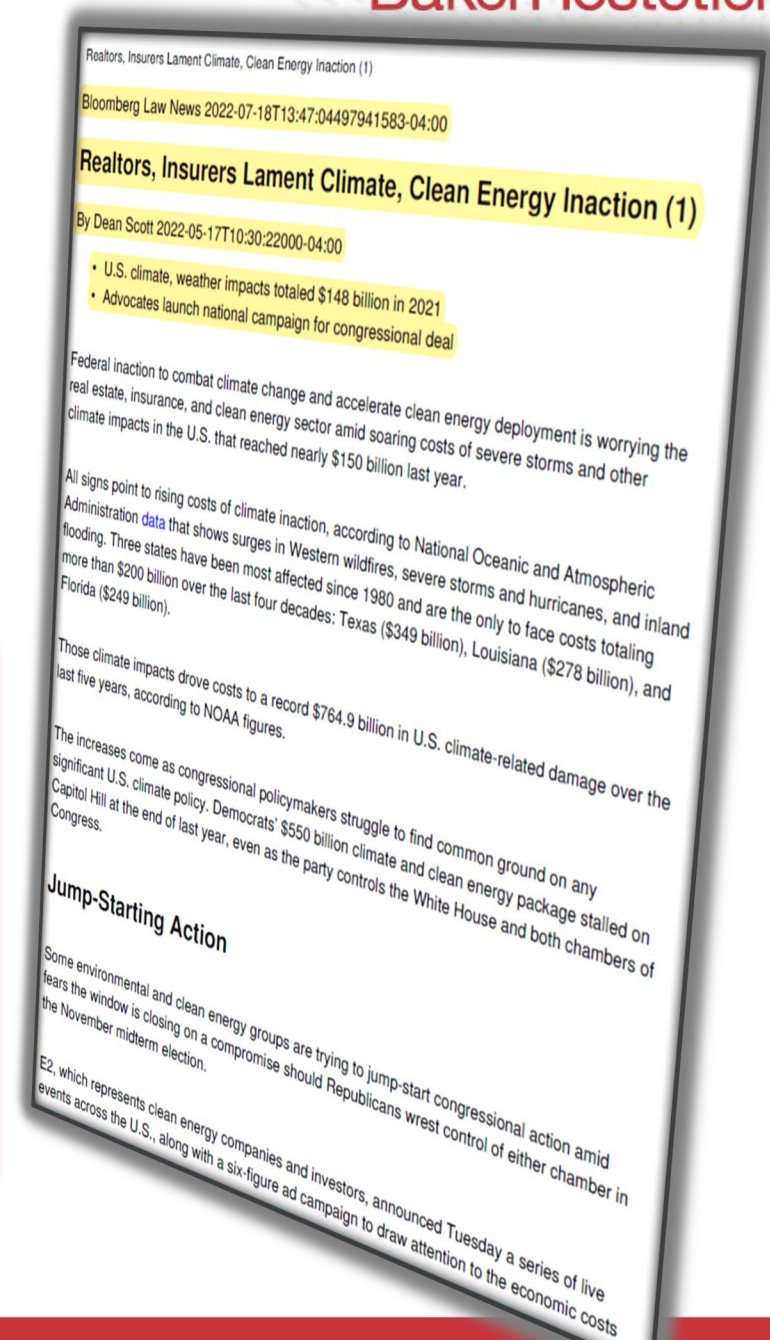 BakerHostetler
Realtors, Insurers Lament Climate, Clean Energy Inaction (1)
Bloomberg Law News 2022-07-18T13:47:04497941583-04:00
Realtors, Insurers Lament Climate, Clean Energy Inaction (1)
By Dean Scott 2022-05-17T10:30:22000-04:00
• U.S. climate, weather impacts totaled $148 billion in 2021
• Advocates launch national campaign for congressional deal
Federal inaction to combat climate change and accelerate clean energy deployment is worrying the
real estate, insurance, and clean energy sector amid soaring costs of severe storms and other
climate impacts in the U.S. that reached nearly $150 billion last year.
All signs point to rising costs of climate inaction, according to National Oceanic and Atmospheric
Administration data that shows surges in Western wildfires, severe storms and hurricanes, and inland
flooding. Three states have been most affected since 1980 and are the only to face costs totaling
more than $200 billion over the last four decades: Texas ($349 billion), Louisiana ($278 billion), and
Florida ($249 billion).
Those climate impacts drove costs to a record $764.9 billion in U.S. climate-related damage over the
last five years, according to NOAA figures.
The increases come as congressional policymakers struggle to find common ground on any
significant U.S. climate policy. Democrats' $550 billion climate and clean energy package stalled on
Capitol Hill at the end of last year, even as the party controls the White House and both chambers of
Congress.
Jump-Starting Action
Some environmental and clean energy groups are trying to jump-start congressional action amid
fears the window is closing on a compromise should Republicans wrest control of either chamber in
the November midterm election.
E2, which represents clean energy companies and investors, announced Tuesday a series of live
events across the U.S., along with a six-figure ad campaign to draw attention to the economic costs